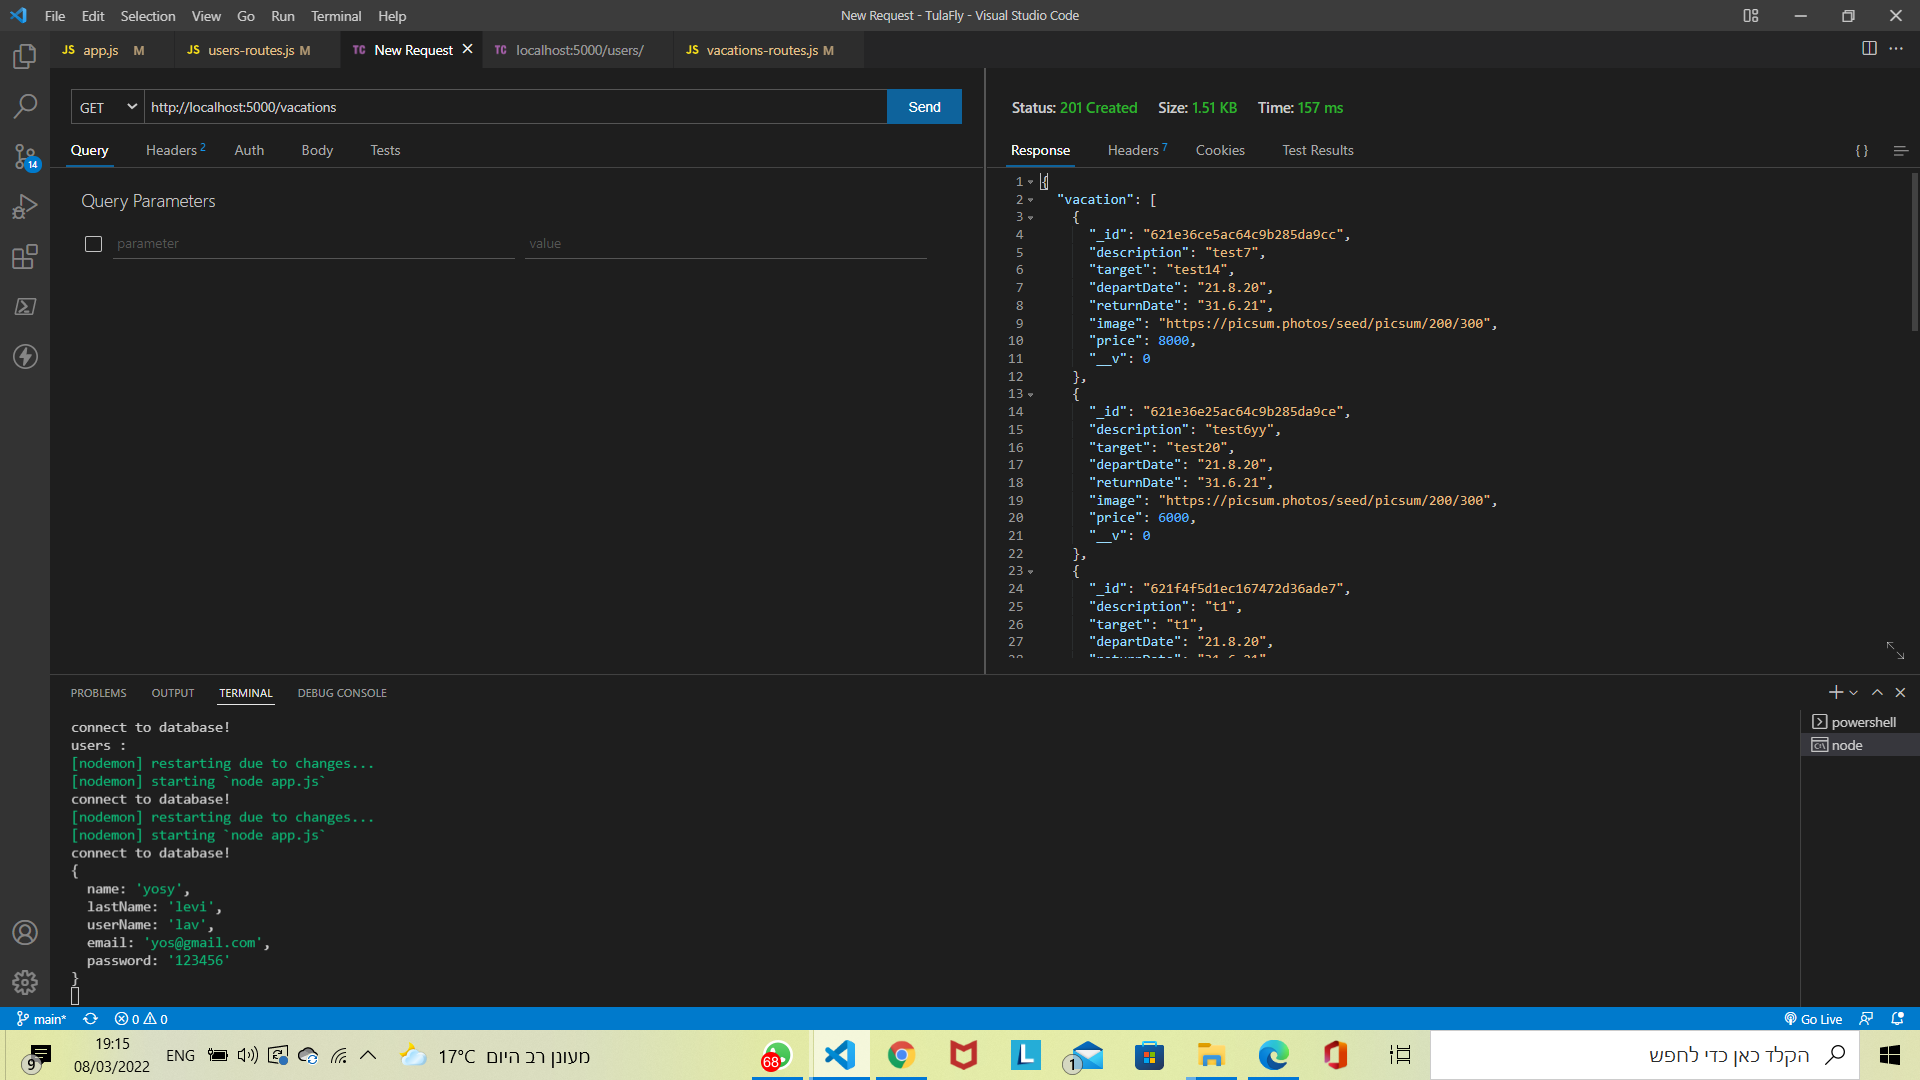 File Edit Selection View Go Run Terminal Help
New Request - TulaFly - Visual Studio Code
JS app.js M
JS users-routes.js M
TC New Request
TC localhost:5000/users/
JS vacations-routes.js M
14
GET http://localhost:5000/vacations Send
Query Headers 2 Auth Body Tests
Query Parameters
parameter value
Status: 201 Created Size: 1.51 KB Time: 157 ms
Response Headers 7 Cookies Test Results
{ }
1 {
2 "vacation": [
3 {
4 "_id": "621e36ce5ac64c9b285da9cc",
5 "description": "test7",
6 "target": "test14",
7 "departDate": "21.8.20",
8 "returnDate": "31.6.21",
9 "image": "https://picsum.photos/seed/picsum/200/300",
10 "price": 8000,
11 "__v": 0
12 },
13 {
14 "_id": "621e36e25ac64c9b285da9ce",
15 "description": "test6yy",
16 "target": "test20",
17 "departDate": "21.8.20",
18 "returnDate": "31.6.21",
19 "image": "https://picsum.photos/seed/picsum/200/300",
20 "price": 6000,
21 "__v": 0
22 },
23 {
24 "_id": "621f4f5d1ec167472d36ade7",
25 "description": "t1",
26 "target": "t1",
27 "departDate": "21.8.20",
28 "returnDate": "31.6.21"
PROBLEMS OUTPUT TERMINAL DEBUG CONSOLE
connect to database!
users :
[nodemon] restarting due to changes...
[nodemon] starting `node app.js`
connect to database!
[nodemon] restarting due to changes...
[nodemon] starting `node app.js`
connect to database!
{
name: 'yosy',
lastName: 'levi',
userName: 'lav',
email: 'yos@gmail.com',
password: '123456'
}
powershell
node
main* 0 0
Go Live
9
19:15
08/03/2022
ENG
17°C מעונן רב היום
68
1
הקלד כאן כדי לחפש